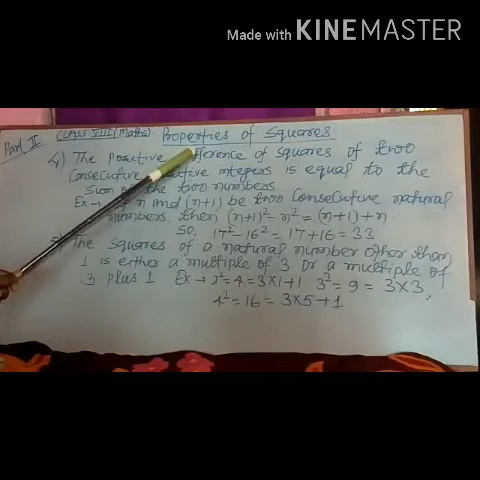 Made with KINEMASTER
Part II
Class VIII (Maths) Properties of Squares
4) The positive difference of squares of two
Consecutive integers is equal to the
Sum of the two numbers
Ex → If n and (n+1) be two Consecutive natural
numbers. then (n+1)² - n² = (n+1) + n
So, 17² - 16² = 17 + 16 = 33
The squares of a natural number other than
1 is either a multiple of 3 or a multiple of
3 plus 1 Ex → 2² = 4 = 3×1+1 3² = 9 = 3×3,
4² = 16 = 3×5+1